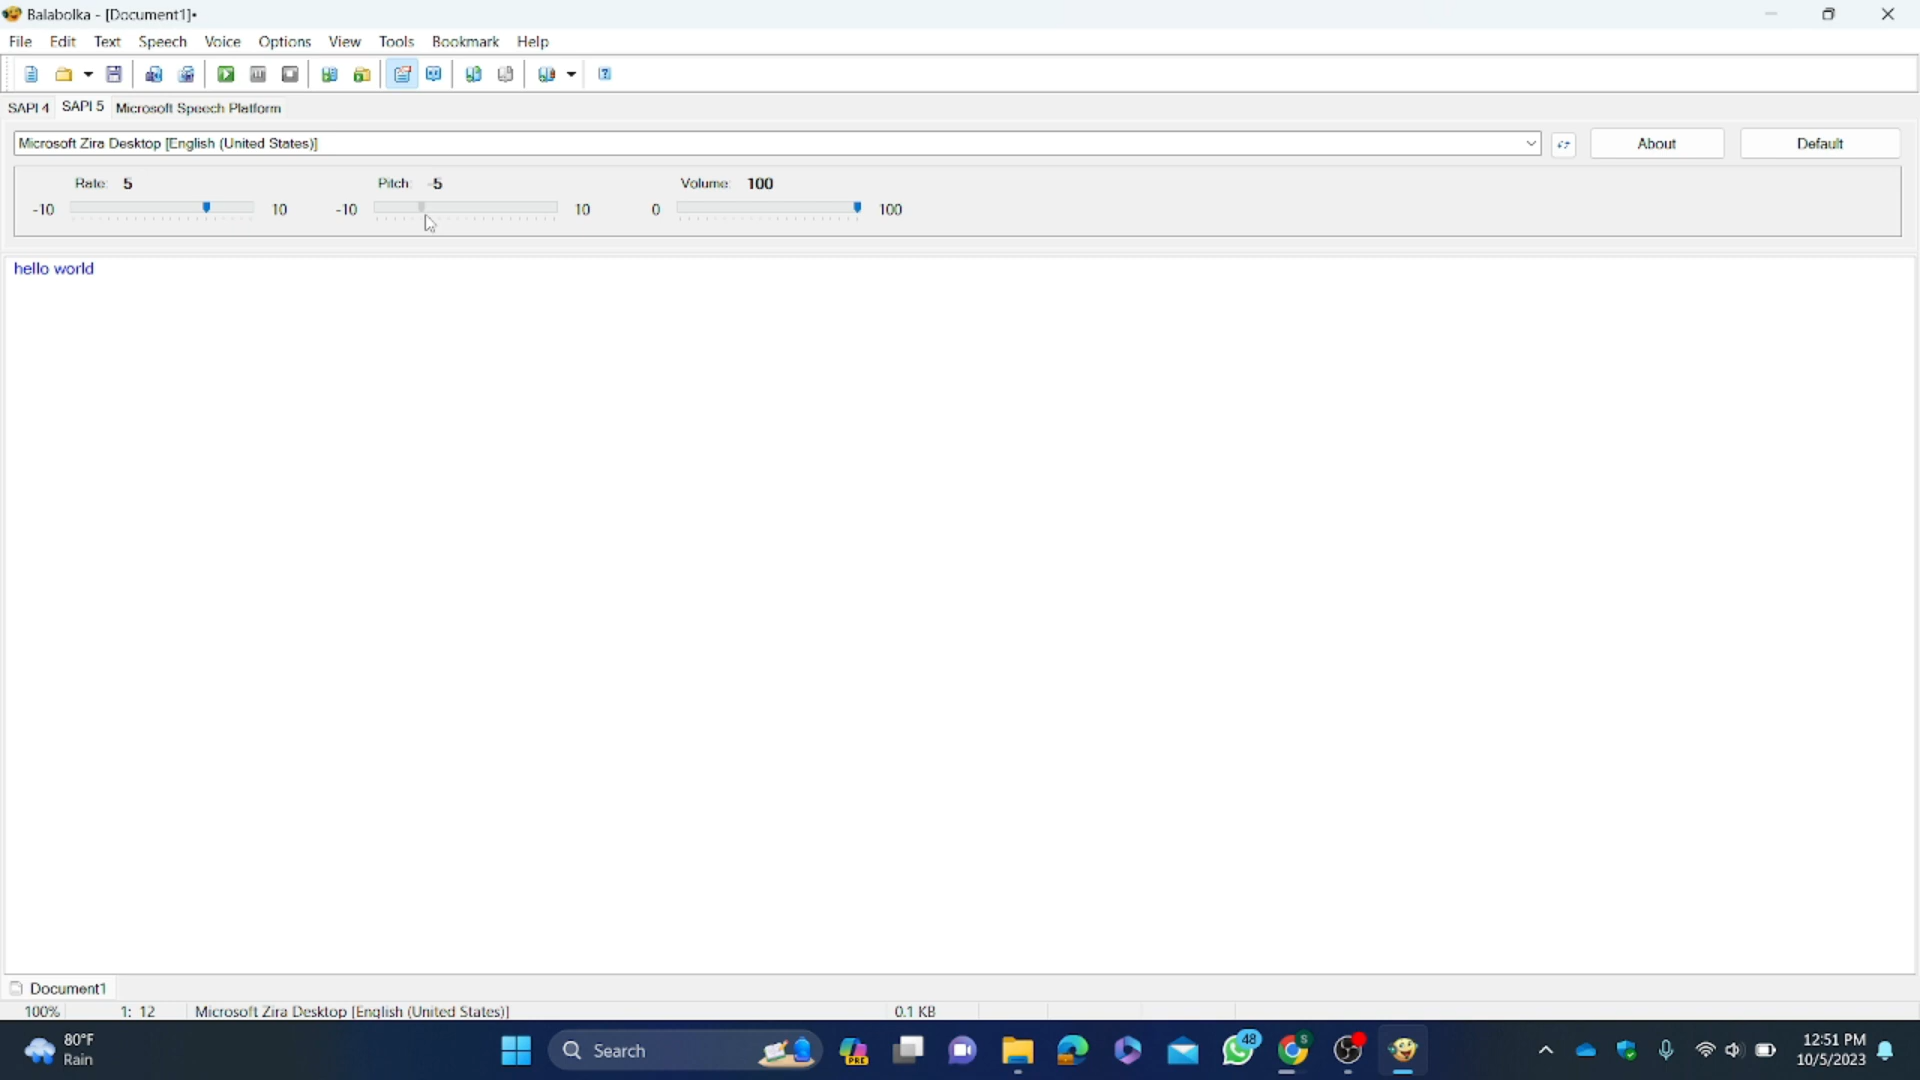 Balabolka - [Document1]•
File Edit Text Speech Voice Options View Tools Bookmark Help
SAPI 4 SAPI 5 Microsoft Speech Platform
Microsoft Zira Desktop [English (United States)] About Default
Rate: 5 Pitch: -5 Volume: 100
-10 10 -10 10 0 100
hello world
Document1
100% 1: 12 Microsoft Zira Desktop [English (United States)] 0.1 KB
80°F
Rain
Search
PRE
48
S
12:51 PM
10/5/2023